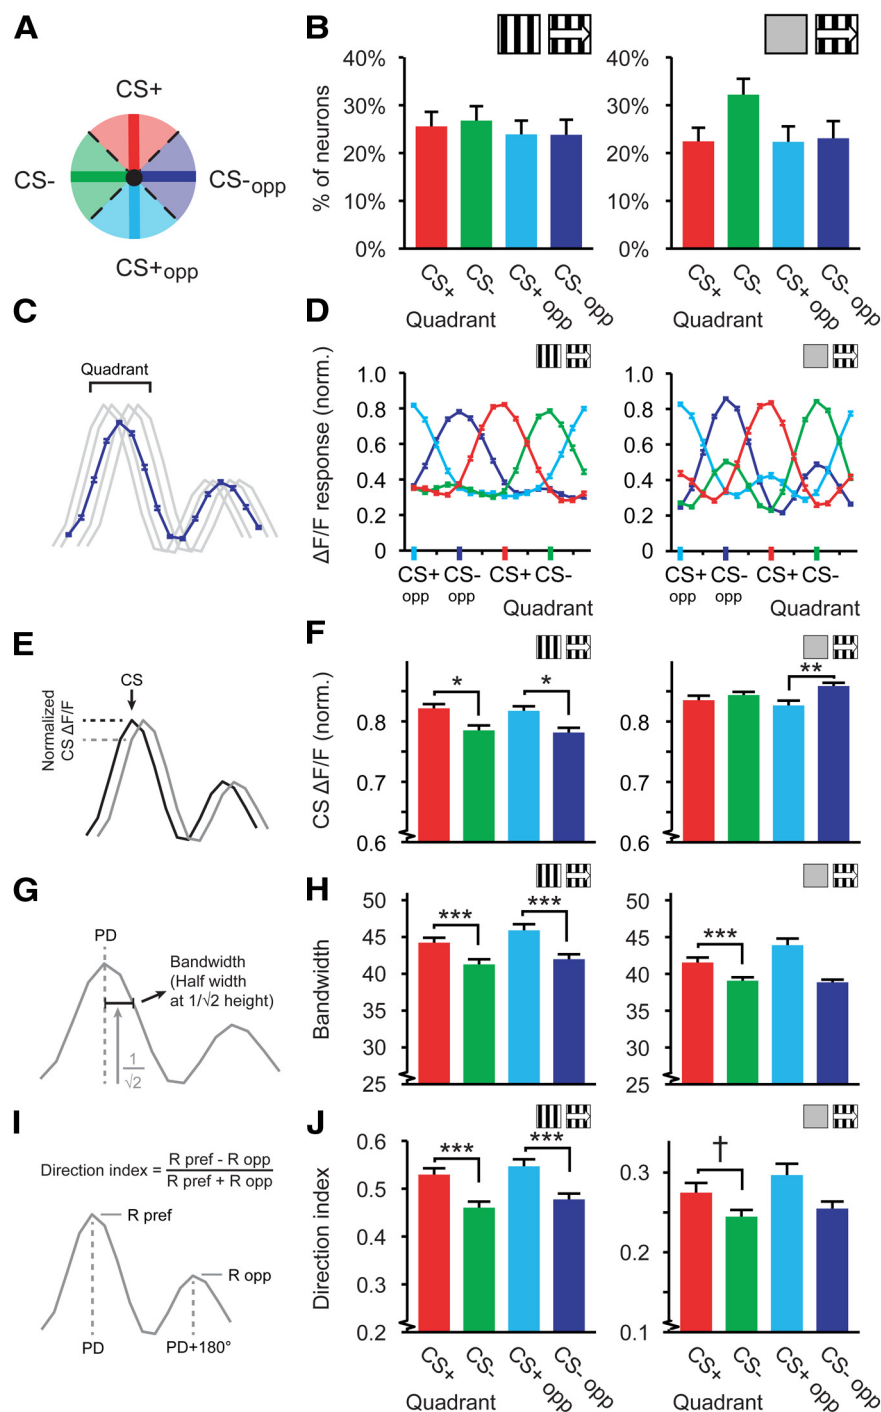 A
CS+
CS-
CS-opp
CS+opp
B
% of neurons
40%
30%
20%
10%
0%
CS+
CS-
CS+ opp
CS- opp
Quadrant
40%
30%
20%
10%
0%
CS+
CS-
CS+ opp
CS- opp
Quadrant
C
Quadrant
D
ΔF/F response (norm.)
1.0
0.8
0.6
0.4
0.2
0
CS+ CS- CS+ CS-
opp opp
Quadrant
1.0
0.8
0.6
0.4
0.2
0
CS+ CS- CS+ CS-
opp opp
Quadrant
E
CS
Normalized
CS ΔF/F
F
CS ΔF/F (norm.)
0.8
0.7
0.6
* *
0.8
0.7
0.6
**
G
PD
Bandwidth
(Half width
at 1/√2 height)
1
√2
H
Bandwidth
50
45
40
35
30
25
*** ***
50
45
40
35
30
25
***
I
Direction index = R pref - R opp
R pref + R opp
R pref
R opp
PD
PD+180°
J
Direction index
0.6
0.5
0.4
0.3
0.2
*** ***
CS+
CS-
CS+ opp
CS- opp
Quadrant
0.3
0.2
0.1
†
CS+
CS-
CS+ opp
CS- opp
Quadrant